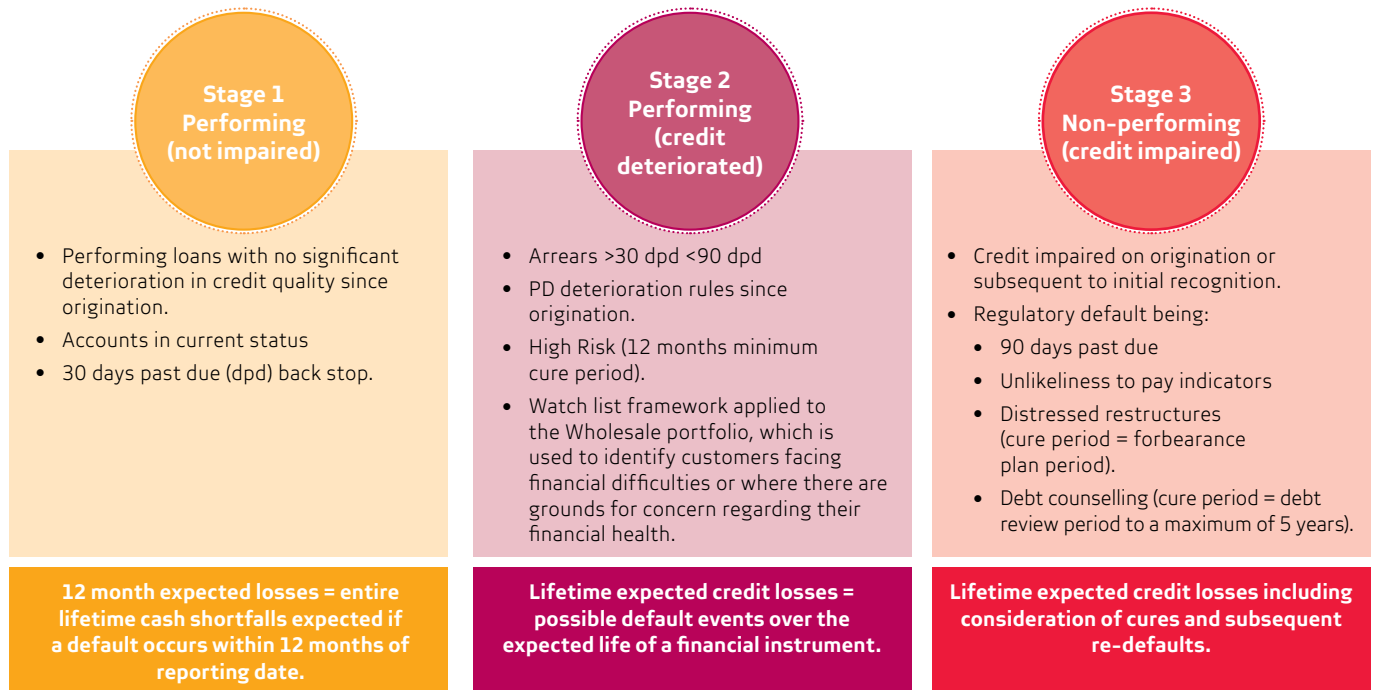 Stage 1
Performing
(not impaired)
• Performing loans with no significant
deterioration in credit quality since
origination.
• Accounts in current status
• 30 days past due (dpd) back stop.
12 month expected losses = entire
lifetime cash shortfalls expected if
a default occurs within 12 months of
reporting date.
Stage 2
Performing
(credit
deteriorated)
• Arrears >30 dpd <90 dpd
• PD deterioration rules since
origination.
• High Risk (12 months minimum
cure period).
• Watch list framework applied to
the Wholesale portfolio, which is
used to identify customers facing
financial difficulties or where there are
grounds for concern regarding their
financial health.
Lifetime expected credit losses =
possible default events over the
expected life of a financial instrument.
Stage 3
Non-performing
(credit impaired)
• Credit impaired on origination or
subsequent to initial recognition.
• Regulatory default being:
• 90 days past due
• Unlikeliness to pay indicators
• Distressed restructures
(cure period = forbearance
plan period).
• Debt counselling (cure period = debt
review period to a maximum of 5 years).
Lifetime expected credit losses including
consideration of cures and subsequent
re-defaults.